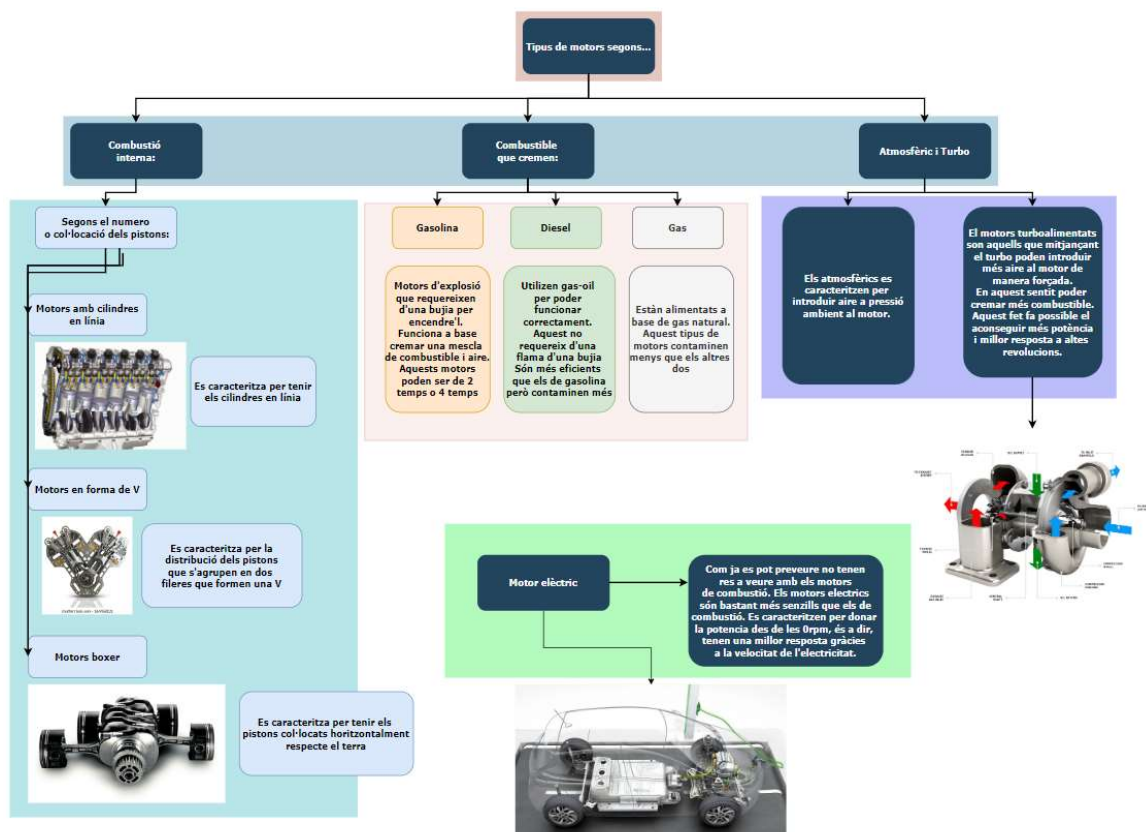 Tipus de motors segons...
Combustió
interna:
Combustible
que cremen:
Atmosfèric i Turbo
Segons el numero
o col·locació dels pistons:
Motors amb cilindres
en línia
Es caracteritza per tenir
els cilindres en línia
Motors en forma de V
Es caracteritza per la
distribució dels pistons
que s'agrupen en dos
fileres que formen una V
Motors boxer
Es caracteritza per tenir els
pistons col·locats horitzontalment
respecte el terra
Gasolina
Diesel
Gas
Motors d'explosió
que requereixen
d'una bujia per
encendre'l.
Funciona a base
cremar una mescla
de combustible i aire.
Aquests motors
poden ser de 2
temps o 4 temps
Utilizen gas-oil
per poder
funcionar
correctament.
Aquest no
requereix d'una
flama d'una bujia
Són més eficients
que els de gasolina
però contaminen més
Estàn alimentats a
base de gas natural.
Aquest tipus de
motors contaminen
menys que els altres
dos
Els atmosfèrics es
caracteritzen per
introduir aire a pressió
ambient al motor.
El motors turboalimentats
son aquells que mitjançant
el turbo poden introduir
més aire al motor de
manera forçada.
En aquest sentit poder
cremar més combustible.
Aquest fet fa possible el
aconseguir més potència
i millor resposta a altes
revolucions.
Motor elèctric
Com ja es pot preveure no tenen
res a veure amb els motors
de combustió. Els motors electrics
són bastant més senzills que els de
combustió. Es caracteritzen per donar
la potencia des de les 0rpm, és a dir,
tenen una millor resposta gràcies
a la velocitat de l'electricitat.